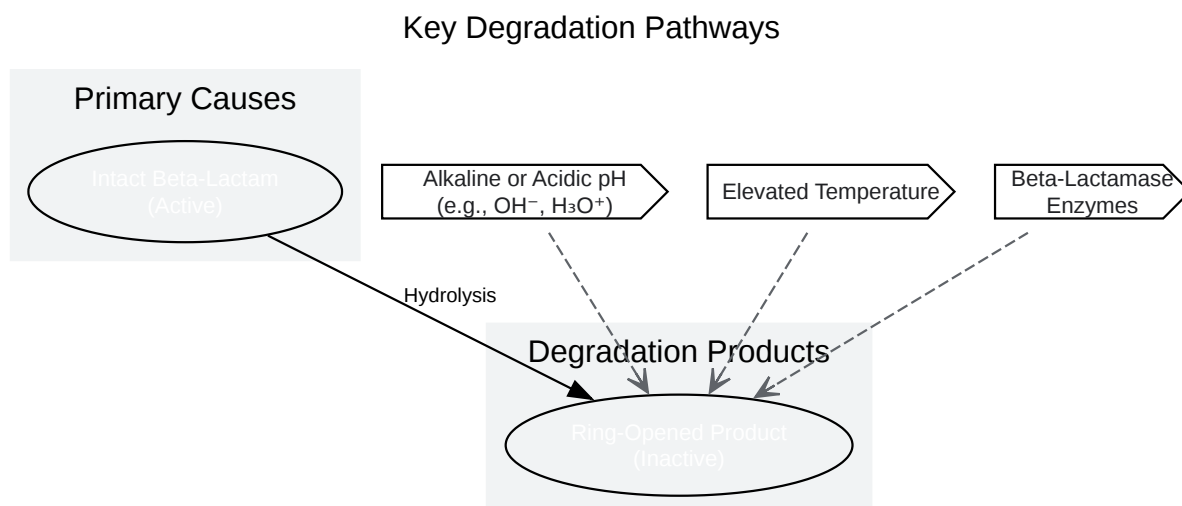 Key Degradation Pathways
Primary Causes
Intact Beta-Lactam
(Active)
Alkaline or Acidic pH
(e.g., OH⁻, H₃O⁺)
Elevated Temperature
Beta-Lactamase
Enzymes
Hydrolysis
Degradation Products
Ring-Opened Product
(Inactive)